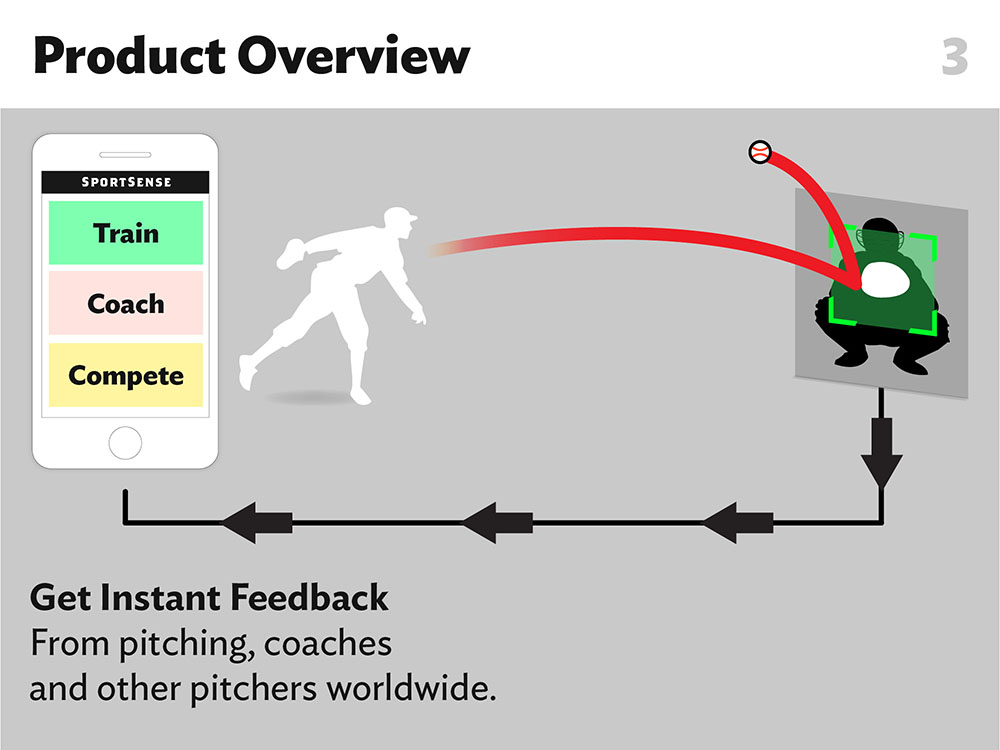 Product Overview
3
SPORTSENSE
Train
Coach
Compete
Get Instant Feedback
From pitching, coaches
and other pitchers worldwide.